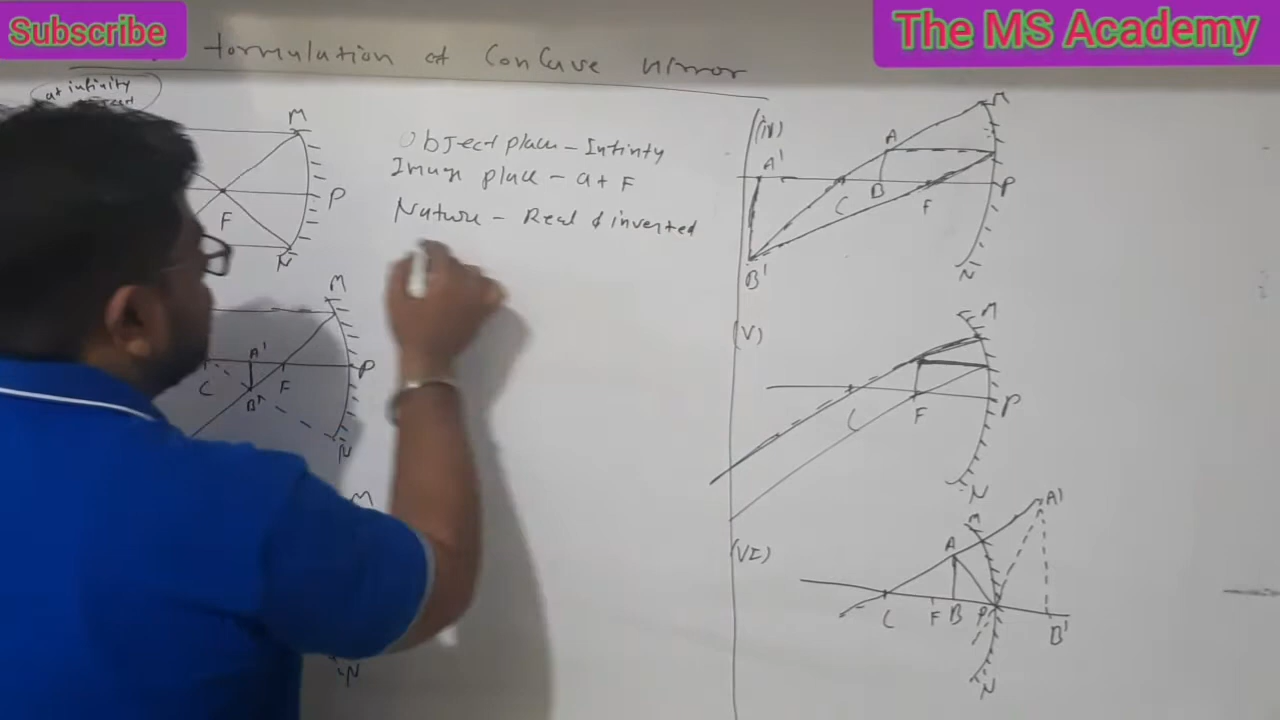 Subscribe
The MS Academy
formulation of Concave mirror
at infinity
M
F
P
N
Object place - Infinty
Image place - at F
Nature - Real & inverted
M
A'
C
B'
F
P
N
M
N
(iv)
M
A
A'
C
B
F
P
B'
N
(V)
M
C
F
P
N
(VI)
M
A'
A
C
F
B
P
B'
N